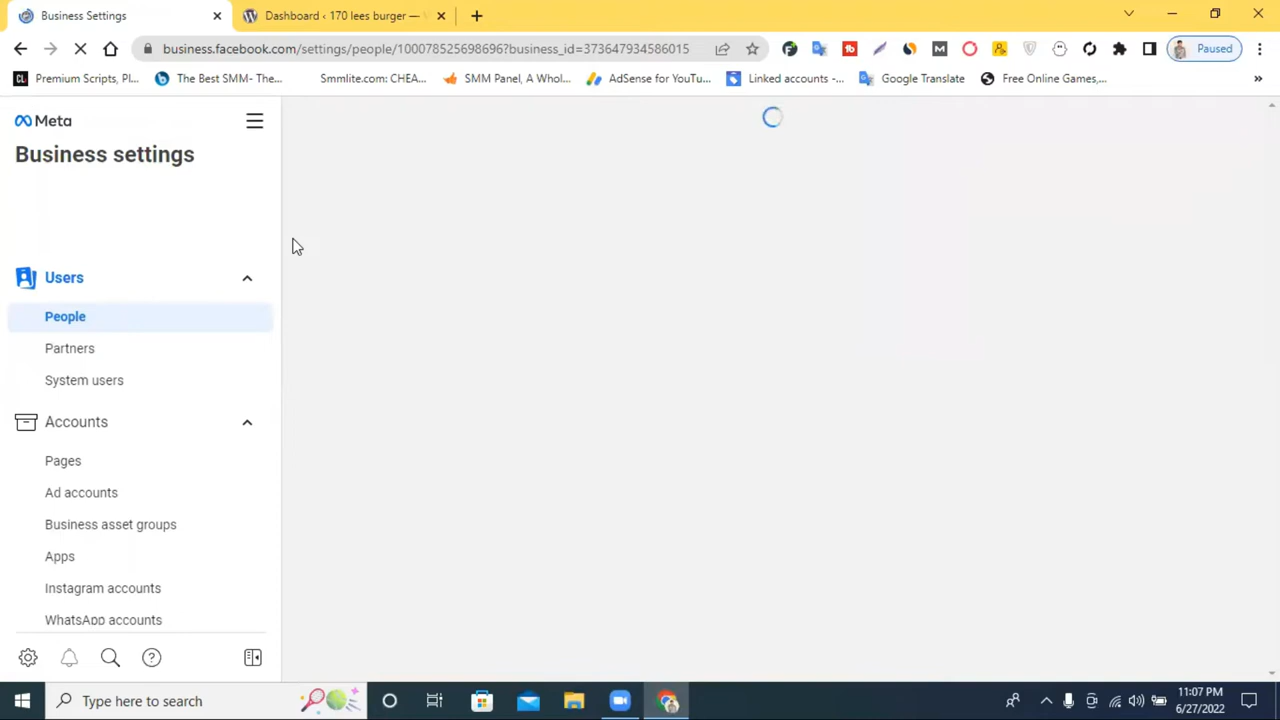 Business Settings
Dashboard ‹ 170 lees burger —
business.facebook.com/settings/people/100078525698696?business_id=373647934586015
Paused
Premium Scripts, Pl...
The Best SMM- The...
Smmlite.com: CHEA...
SMM Panel, A Whol...
AdSense for YouTu...
Linked accounts -...
Google Translate
Free Online Games,...
»
Meta
Business settings
Users
People
Partners
System users
Accounts
Pages
Ad accounts
Business asset groups
Apps
Instagram accounts
WhatsApp accounts
Type here to search
11:07 PM
6/27/2022